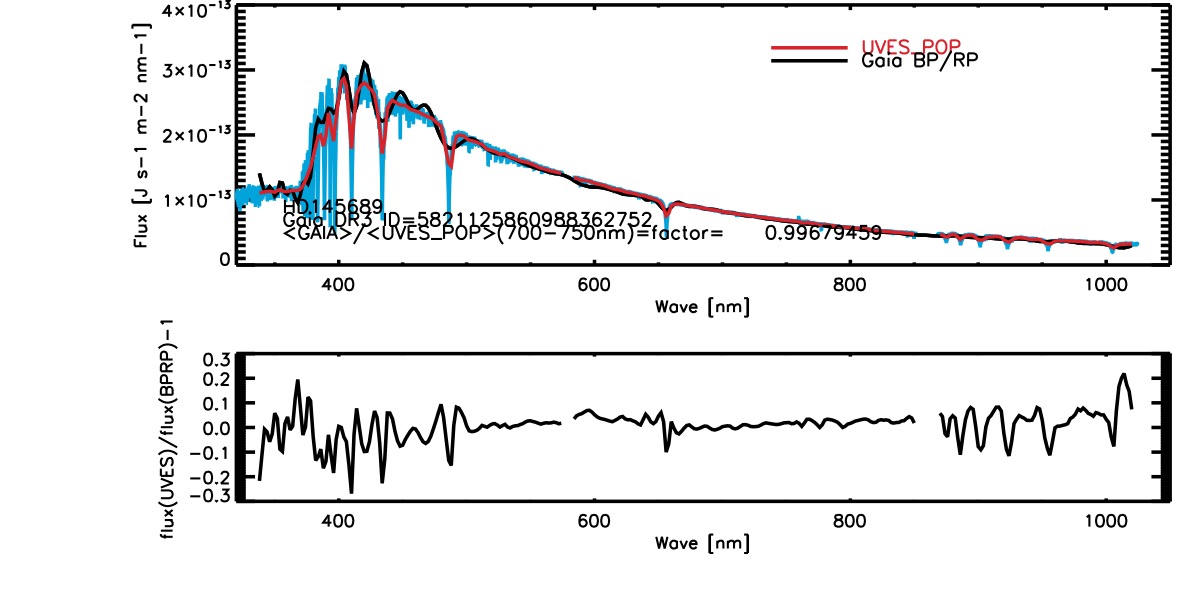 4×10−13
3×10−13
2×10−13
1×10−13
0
Flux [J s−1 m−2 nm−1]
UVES_POP
Gaia BP/RP
HD145689
Gaia DR3 ID=5821125860988362752
<GAIA>/<UVES_POP>(700−750nm)=factor= 0.99679459
400 600 800 1000
Wave [nm]
0.3
0.2
0.1
0.0
−0.1
−0.2
−0.3
flux(UVES)/flux(BPRP)−1
400 600 800 1000
Wave [nm]